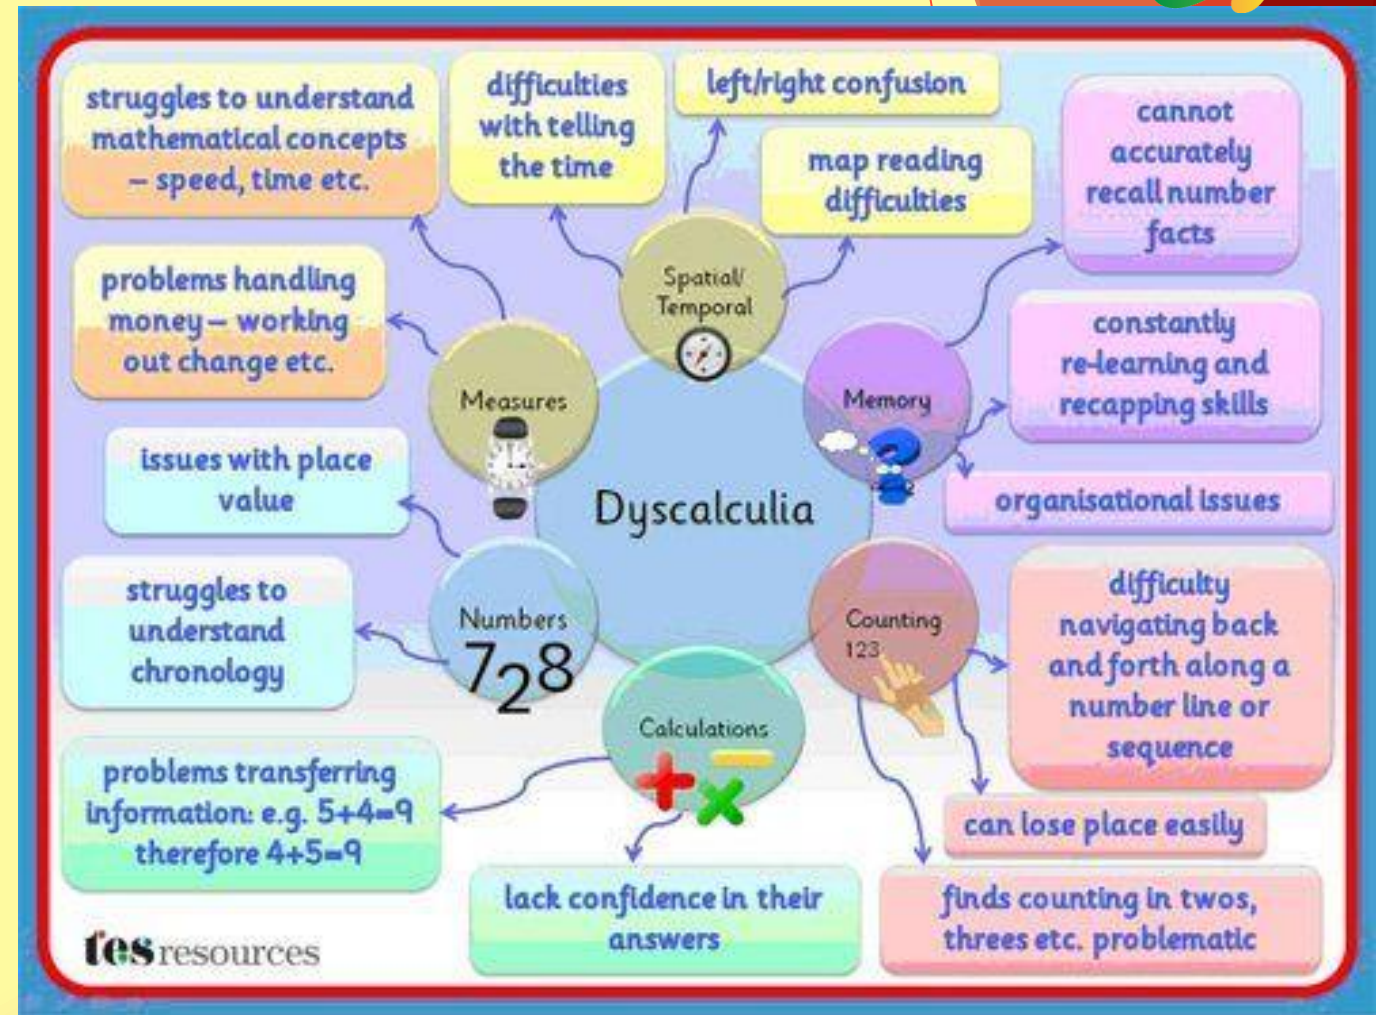 struggles to understand
mathematical concepts
– speed, time etc.
difficulties
with telling
the time
left/right confusion
map reading
difficulties
cannot
accurately
recall number
facts
problems handling
money – working
out change etc.
Spatial/
Temporal
constantly
re-learning and
recapping skills
Measures
Memory
issues with place
value
Dyscalculia
organisational issues
struggles to
understand
chronology
Numbers
728
Counting
123
difficulty
navigating back
and forth along a
number line or
sequence
Calculations
problems transferring
information: e.g. 5+4=9
therefore 4+5=9
can lose place easily
lack confidence in their
answers
finds counting in twos,
threes etc. problematic
tes resources